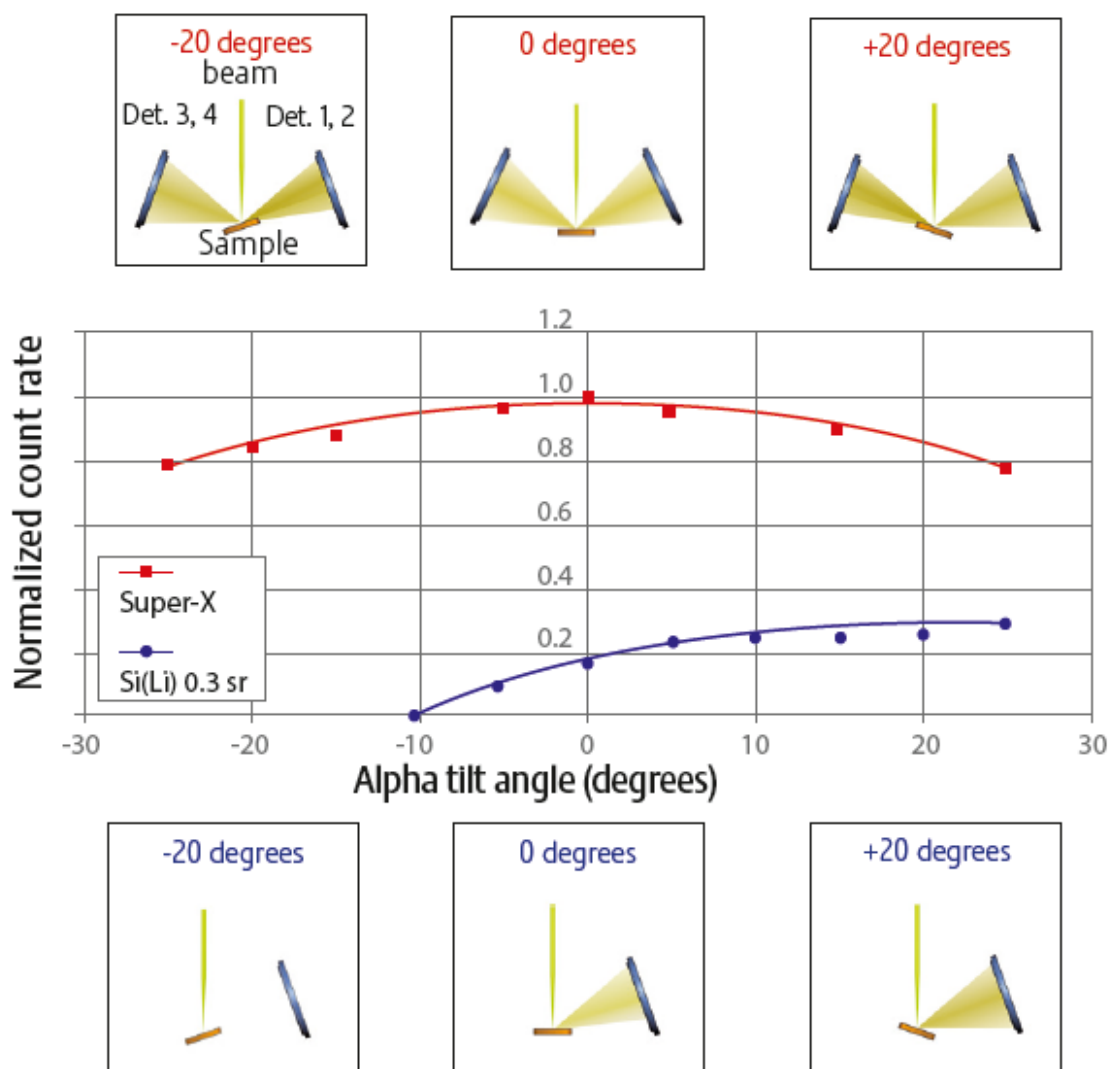 -20 degrees
beam
Det. 3, 4
Det. 1, 2
Sample
0 degrees
+20 degrees
Normalized count rate
1.2
1.0
0.8
0.6
0.4
0.2
Super-X
Si(Li) 0.3 sr
-30
-20
-10
0
10
20
30
Alpha tilt angle (degrees)
-20 degrees
0 degrees
+20 degrees